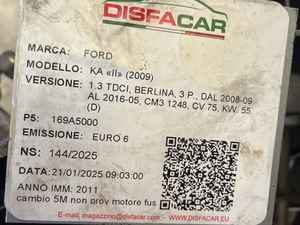 DISFACAR
MARCA: FORD
MODELLO: KA «II» (2009)
VERSIONE: 1.3 TDCI, BERLINA, 3 P., DAL 2008-09
AL 2016-05, CM3 1248, CV 75, KW. 55
(D)
P5: 169A5000
EMISSIONE: EURO 6
NS: 144/2025
DATA: 21/01/2025 09:03:00
ANNO IMM: 2011
cambio 5M non prov motore fus
E-mail: magazzino@disfacar.it WWW.DISFACAR.EU